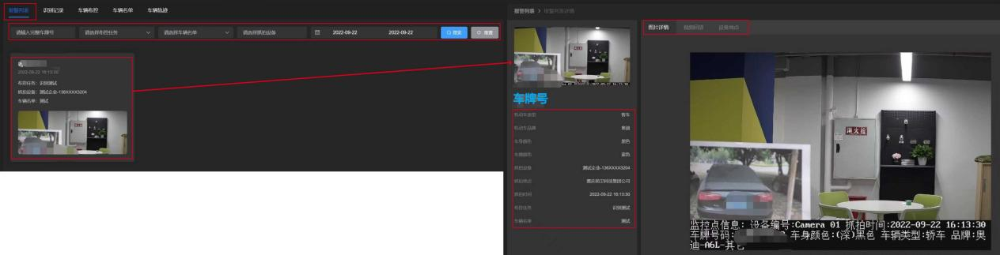 报警列表 识别记录 车辆布控 车辆名单 车辆轨迹
请输入完整车牌号 请选择布控任务 请选择车辆名单 请选择抓拍设备 2022-09-22 2022-09-22 搜索 重置
2022-09-22 16:13:30
布控任务: 识别测试
抓拍设备: 测试企业-136XXXX3204
车辆名单: 测试
报警列表 > 报警列表详情
车牌号
机动车类型 客车
机动车品牌 奥迪
车身颜色 黑色
车牌颜色 蓝色
抓拍设备 测试企业-136XXXX3204
抓拍地点 重庆前卫科技集团公司
抓拍时间 2022-09-22 16:13:30
布控任务 识别测试
车辆名单 测试
图片详情 视频回放 设备地点
消火栓
监控点信息: 设备编号:Camera 01 抓拍时间:2022-09-22 16:13:30
车牌号码: 车身颜色:(深)黑色 车辆类型:轿车 品牌:奥
迪-A6L-其它